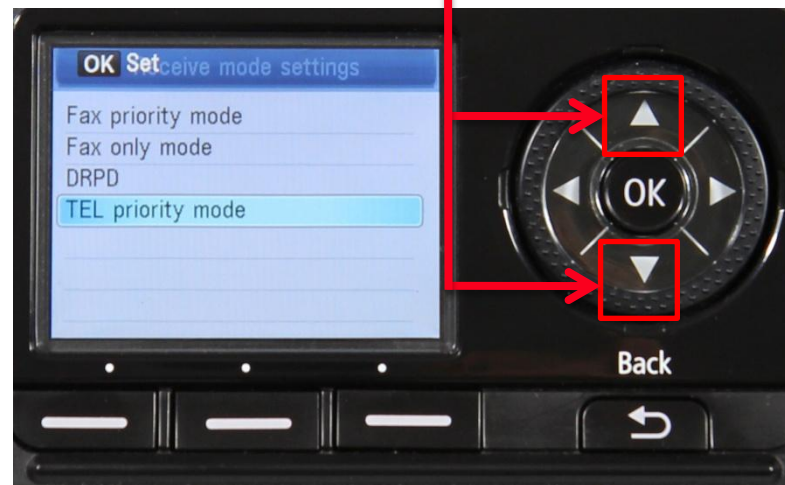 OK Set ceive mode settings
Fax priority mode
Fax only mode
DRPD
TEL priority mode
OK
Back